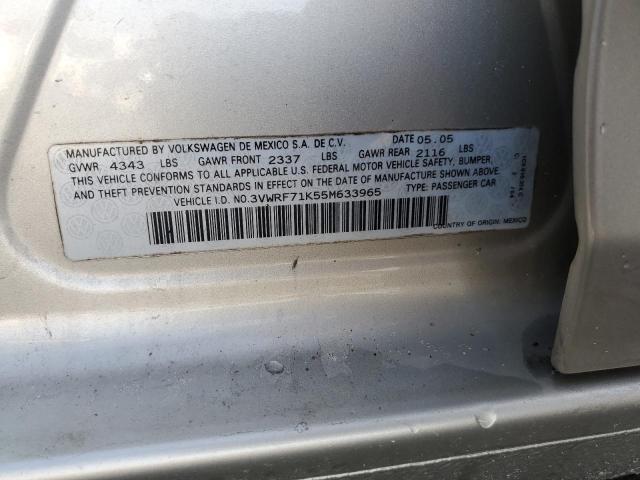 MANUFACTURED BY VOLKSWAGEN DE MEXICO S.A. DE C.V. DATE 05.05
GVWR 4343 LBS GAWR FRONT 2337 LBS GAWR REAR 2116 LBS
THIS VEHICLE CONFORMS TO ALL APPLICABLE U.S. FEDERAL MOTOR VEHICLE SAFETY, BUMPER,
AND THEFT PREVENTION STANDARDS IN EFFECT ON THE DATE OF MANUFACTURE SHOWN ABOVE.
VEHICLE I.D. NO.3VWRF71K55M633965 TYPE: PASSENGER CAR
COUNTRY OF ORIGIN: MEXICO